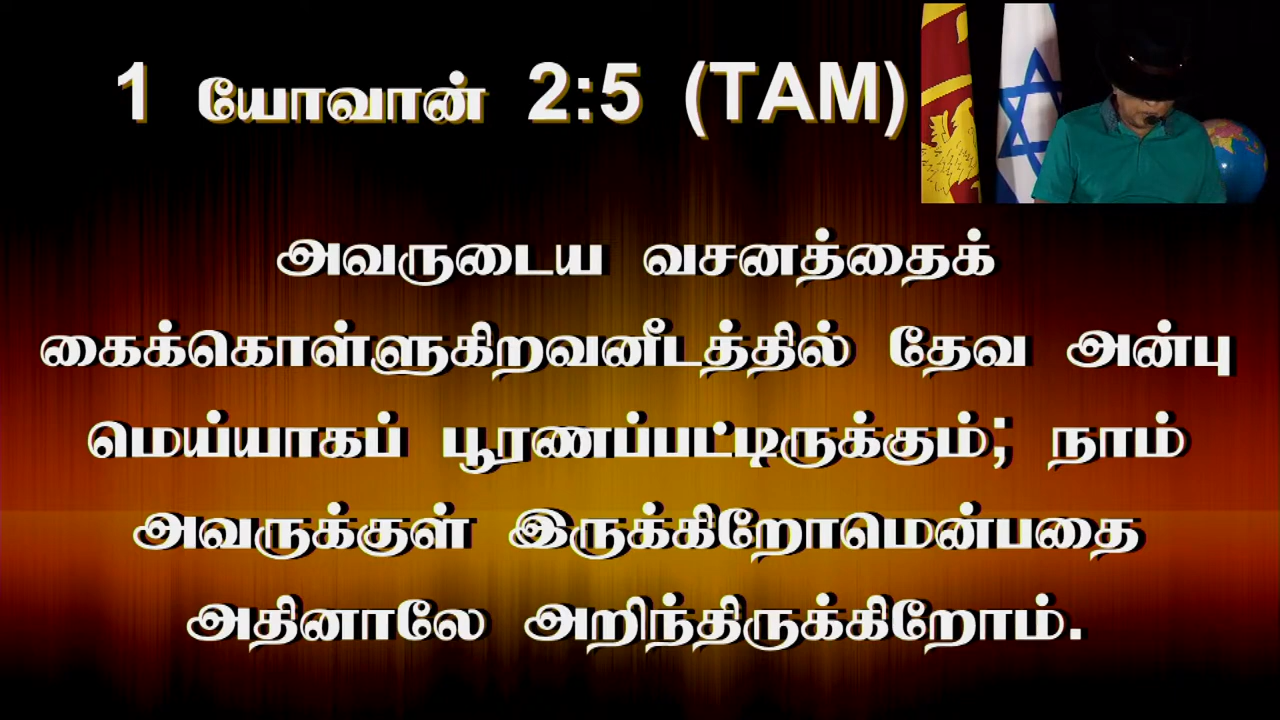 1 யோவான் 2:5 (TAM)
அவருடைய வசனத்தைக்
கைக்கொள்ளுகிறவனீடத்தில் தேவ அன்பு
மெய்யாகப் பூரணப்பட்டிருக்கும்; நாம்
அவருக்குள் இருக்கிறோமென்பதை
அதினாலே அறிந்திருக்கிறோம்.